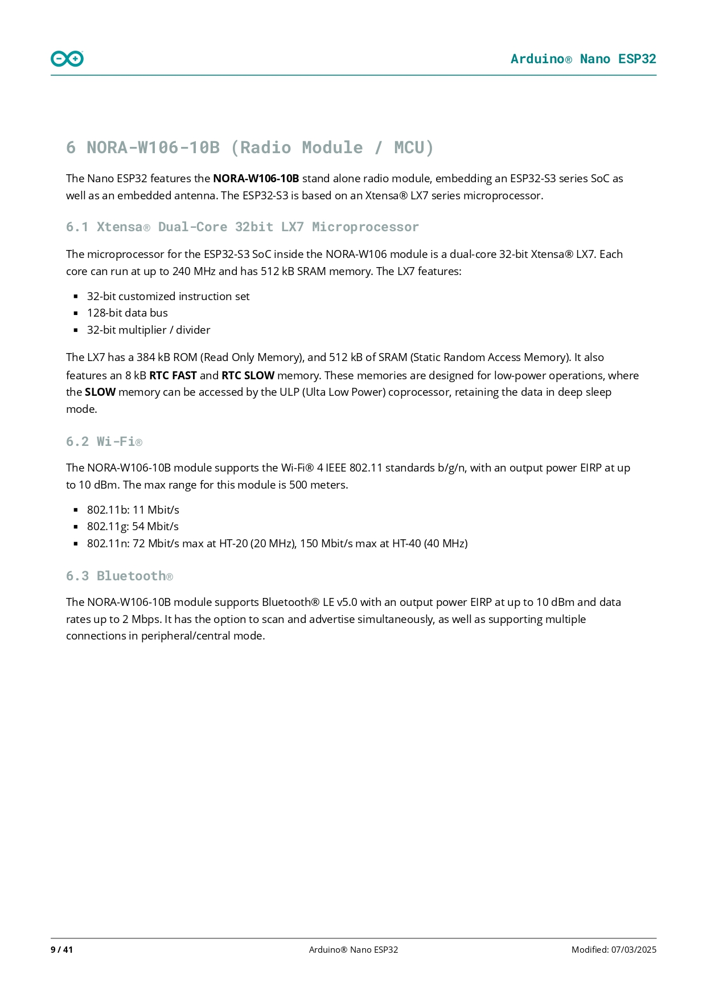 Arduino® Nano ESP32
6 NORA-W106-10B (Radio Module / MCU)
The Nano ESP32 features the NORA-W106-10B stand alone radio module, embedding an ESP32-S3 series SoC as
well as an embedded antenna. The ESP32-S3 is based on an Xtensa® LX7 series microprocessor.
6.1 Xtensa® Dual-Core 32bit LX7 Microprocessor
The microprocessor for the ESP32-S3 SoC inside the NORA-W106 module is a dual-core 32-bit Xtensa® LX7. Each
core can run at up to 240 MHz and has 512 kB SRAM memory. The LX7 features:
▪ 32-bit customized instruction set
▪ 128-bit data bus
▪ 32-bit multiplier / divider
The LX7 has a 384 kB ROM (Read Only Memory), and 512 kB of SRAM (Static Random Access Memory). It also
features an 8 kB RTC FAST and RTC SLOW memory. These memories are designed for low-power operations, where
the SLOW memory can be accessed by the ULP (Ulta Low Power) coprocessor, retaining the data in deep sleep
mode.
6.2 Wi-Fi®
The NORA-W106-10B module supports the Wi-Fi® 4 IEEE 802.11 standards b/g/n, with an output power EIRP at up
to 10 dBm. The max range for this module is 500 meters.
▪ 802.11b: 11 Mbit/s
▪ 802.11g: 54 Mbit/s
▪ 802.11n: 72 Mbit/s max at HT-20 (20 MHz), 150 Mbit/s max at HT-40 (40 MHz)
6.3 Bluetooth®
The NORA-W106-10B module supports Bluetooth® LE v5.0 with an output power EIRP at up to 10 dBm and data
rates up to 2 Mbps. It has the option to scan and advertise simultaneously, as well as supporting multiple
connections in peripheral/central mode.
9 / 41 Arduino® Nano ESP32 Modified: 07/03/2025